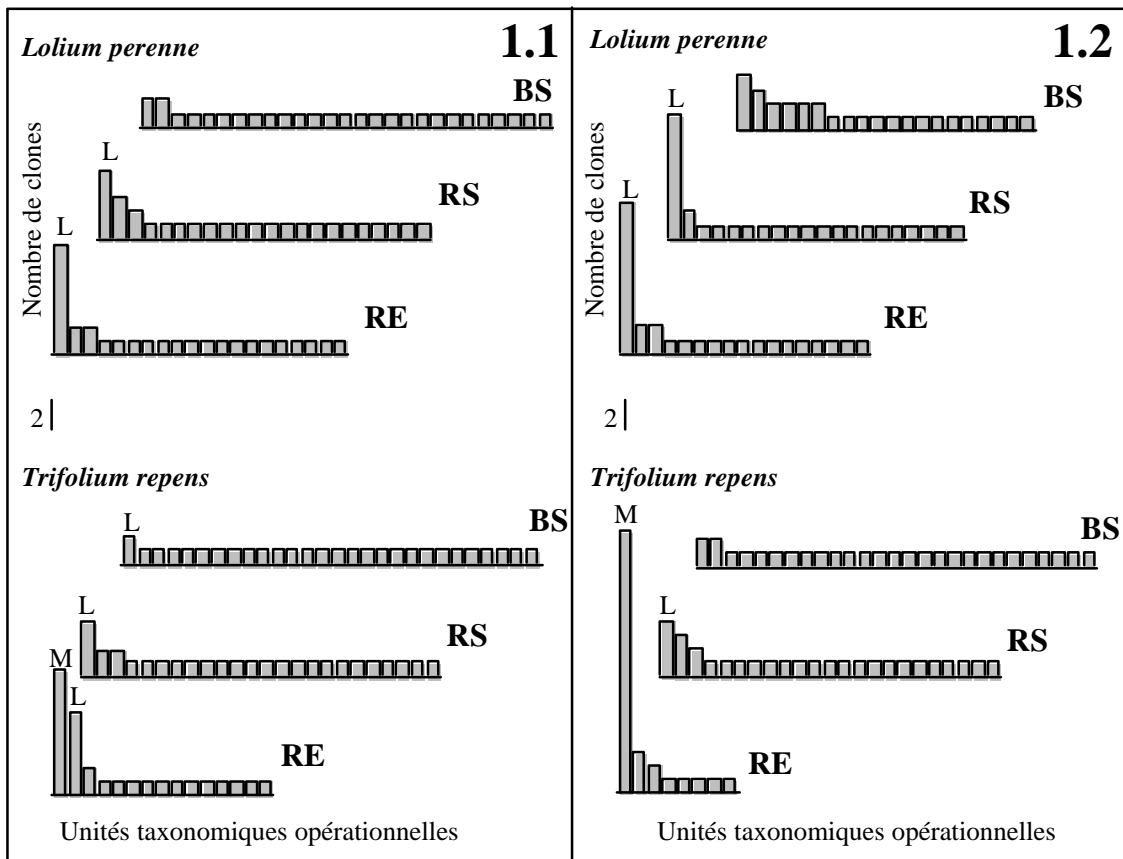 Lolium perenne
1.1
Nombre de clones
BS
L
RS
L
RE
2
Trifolium repens
L
BS
L
RS
M
L
RE
Unités taxonomiques opérationnelles
Lolium perenne
1.2
Nombre de clones
BS
L
RS
L
RE
2
Trifolium repens
M
BS
L
RS
RE
Unités taxonomiques opérationnelles